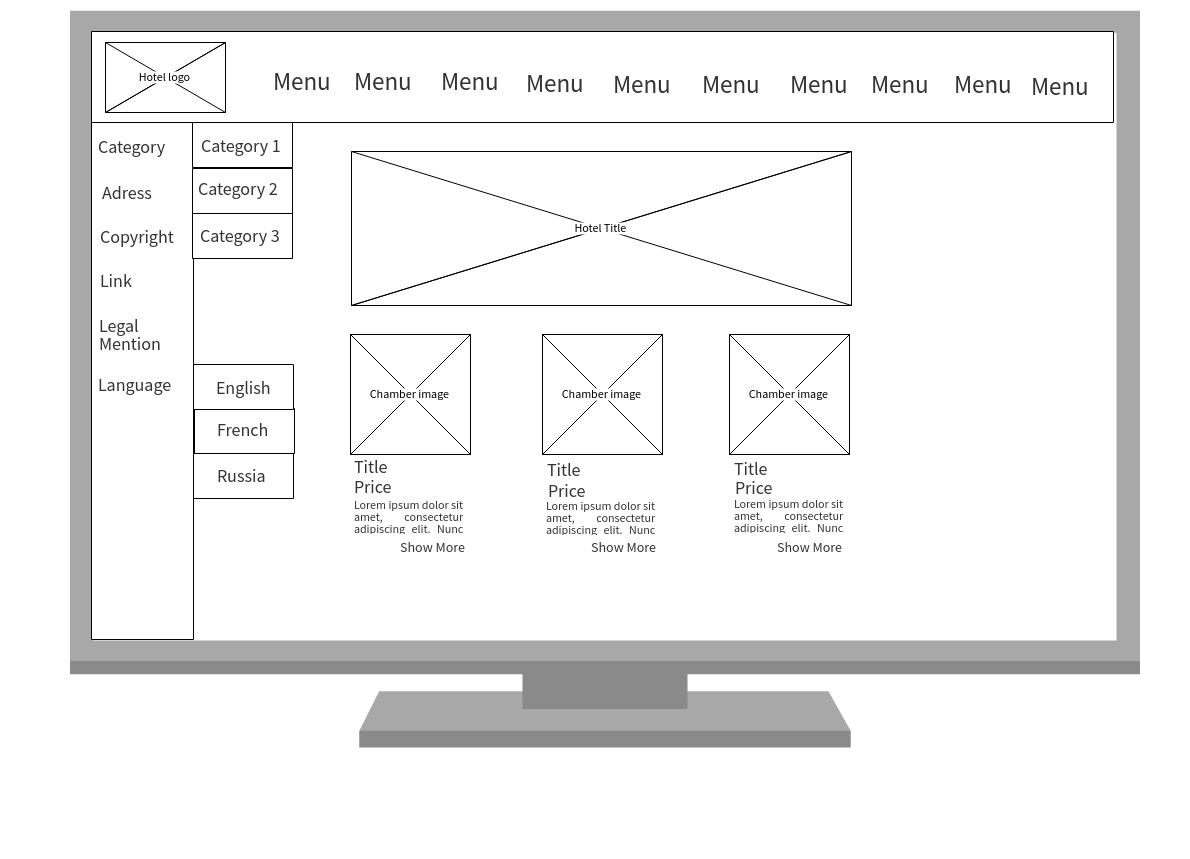 Hotel logo
Menu Menu Menu Menu Menu Menu Menu Menu Menu Menu
Category
Category 1
Adress
Category 2
Copyright
Category 3
Link
Legal
Mention
Language
English
French
Russia
Hotel Title
Chamber image
Title
Price
Lorem ipsum dolor sit
amet, consectetur
adipiscing elit. Nunc
Show More
Chamber image
Title
Price
Lorem ipsum dolor sit
amet, consectetur
adipiscing elit. Nunc
Show More
Chamber image
Title
Price
Lorem ipsum dolor sit
amet, consectetur
adipiscing elit. Nunc
Show More